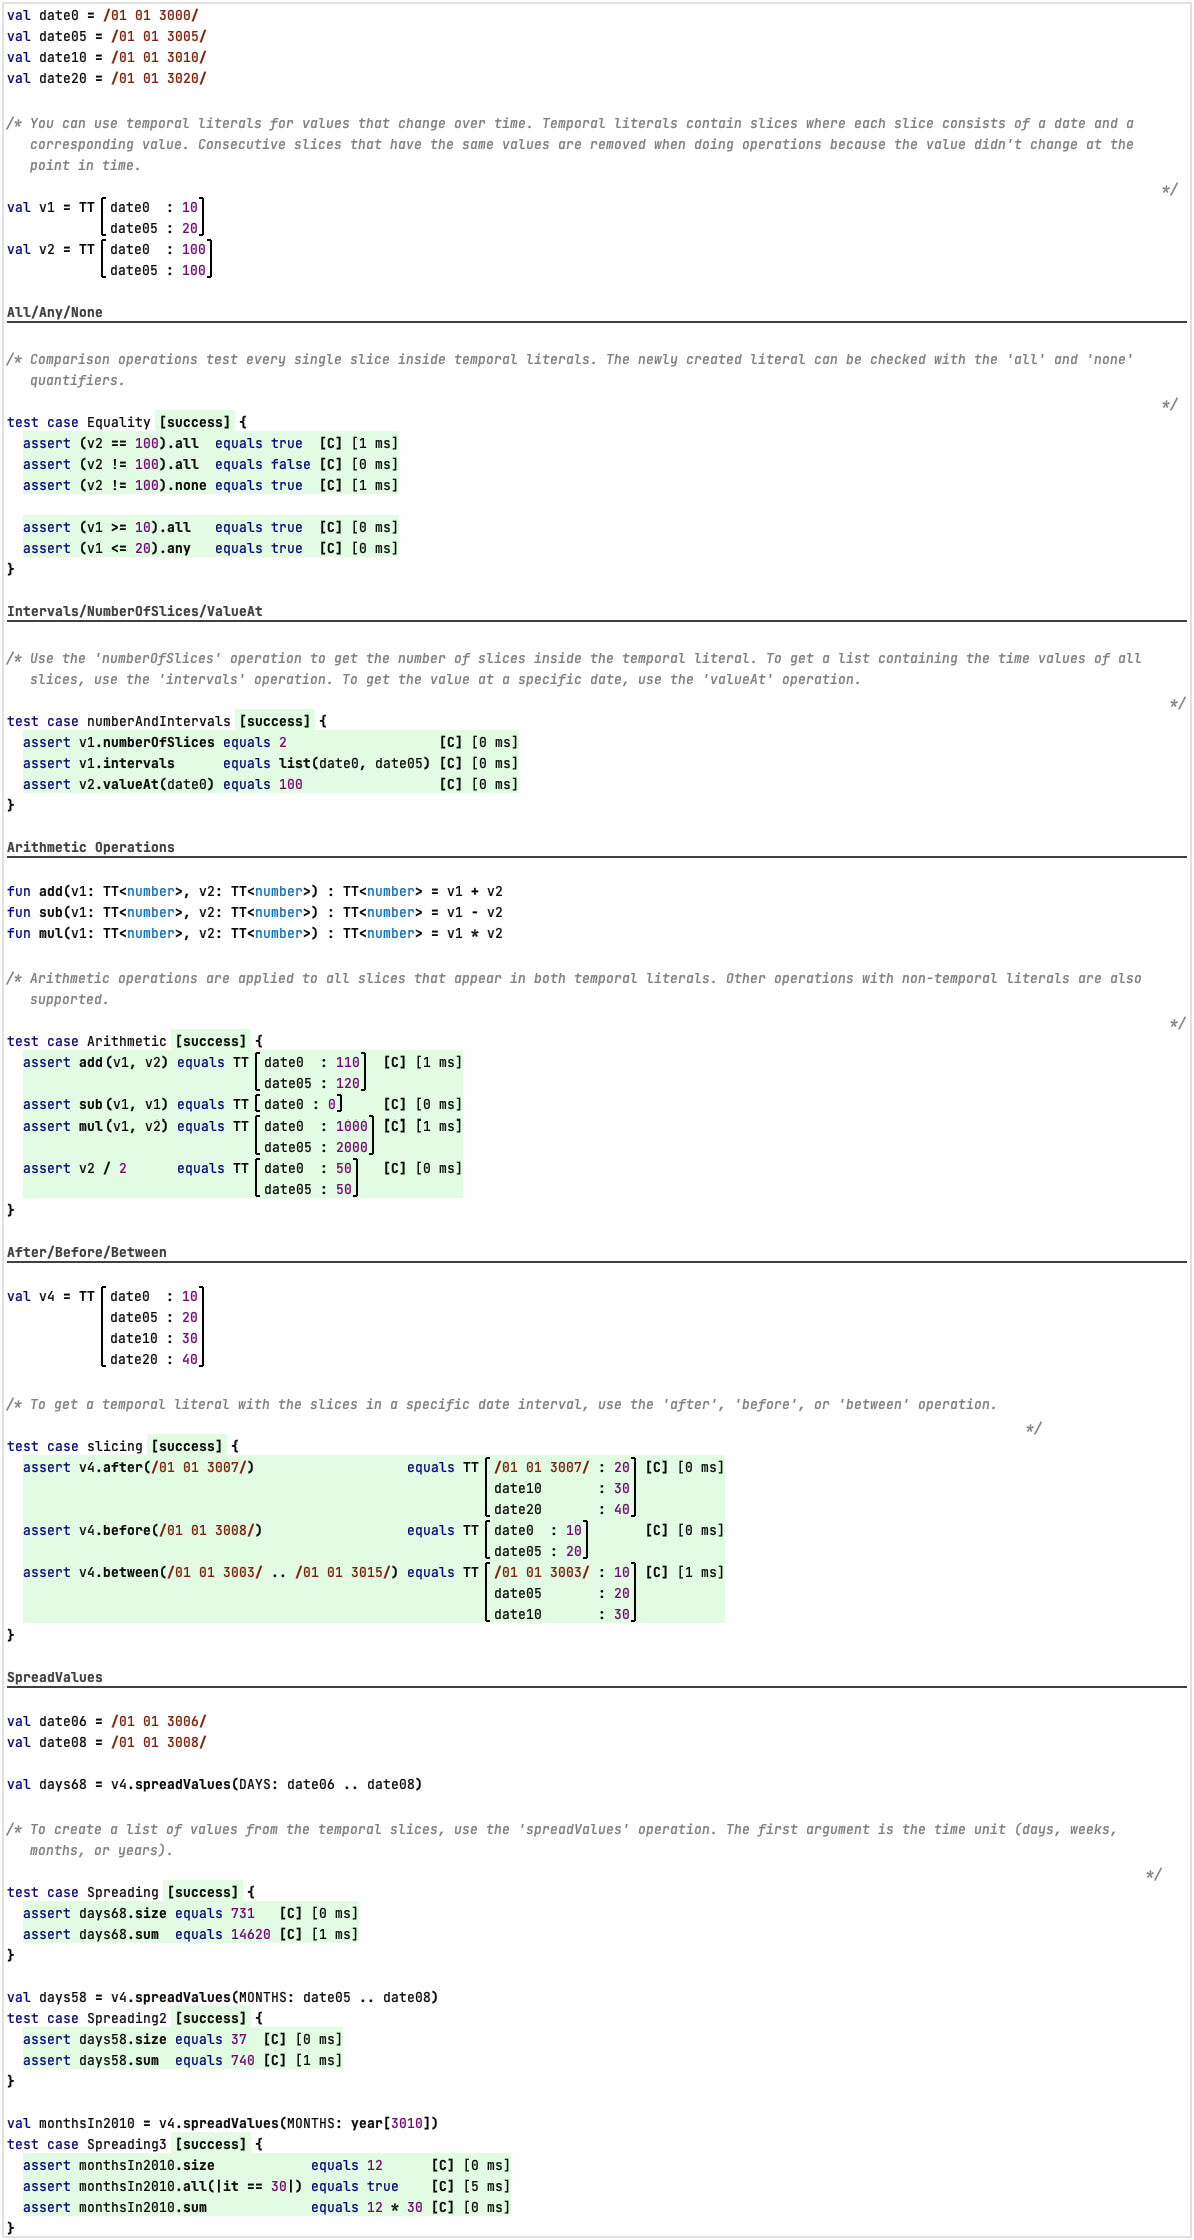 val date0 = /01 01 3000/
val date05 = /01 01 3005/
val date10 = /01 01 3010/
val date20 = /01 01 3020/
/* You can use temporal literals for values that change over time. Temporal literals contain slices where each slice consists of a date and a
corresponding value. Consecutive slices that have the same values are removed when doing operations because the value didn't change at the
point in time.
*/
val v1 = TT [ date0  : 10 ]
date05 : 20
val v2 = TT [ date0  : 100 ]
date05 : 100
All/Any/None
/* Comparison operations test every single slice inside temporal literals. The newly created literal can be checked with the 'all' and 'none'
quantifiers.
*/
test case Equality [success] {
assert (v2 == 100).all  equals true  [C] [1 ms]
assert (v2 != 100).all  equals false [C] [0 ms]
assert (v2 != 100).none equals true  [C] [1 ms]
assert (v1 >= 10).all   equals true  [C] [0 ms]
assert (v1 <= 20).any   equals true  [C] [0 ms]
}
Intervals/NumberOfSlices/ValueAt
/* Use the 'numberOfSlices' operation to get the number of slices inside the temporal literal. To get a list containing the time values of all
slices, use the 'intervals' operation. To get the value at a specific date, use the 'valueAt' operation.
*/
test case numberAndIntervals [success] {
assert v1.numberOfSlices equals 2 [C] [0 ms]
assert v1.intervals equals list(date0, date05) [C] [0 ms]
assert v2.valueAt(date0) equals 100 [C] [0 ms]
}
Arithmetic Operations
fun add(v1: TT<number>, v2: TT<number>) : TT<number> = v1 + v2
fun sub(v1: TT<number>, v2: TT<number>) : TT<number> = v1 - v2
fun mul(v1: TT<number>, v2: TT<number>) : TT<number> = v1 * v2
/* Arithmetic operations are applied to all slices that appear in both temporal literals. Other operations with non-temporal literals are also
supported.
*/
test case Arithmetic [success] {
assert add(v1, v2) equals TT [ date0  : 110 ] [C] [1 ms]
date05 : 120
assert sub(v1, v1) equals TT [ date0 : 0 ] [C] [0 ms]
assert mul(v1, v2) equals TT [ date0  : 1000 ] [C] [1 ms]
date05 : 2000
assert v2 / 2 equals TT [ date0  : 50 ] [C] [0 ms]
date05 : 50
}
After/Before/Between
val v4 = TT [ date0  : 10 ]
date05 : 20
date10 : 30
date20 : 40
/* To get a temporal literal with the slices in a specific date interval, use the 'after', 'before', or 'between' operation.
*/
test case slicing [success] {
assert v4.after(/01 01 3007/) equals TT [ /01 01 3007/ : 20 ] [C] [0 ms]
date10 : 30
date20 : 40
assert v4.before(/01 01 3008/) equals TT [ date0  : 10 ] [C] [0 ms]
date05 : 20
assert v4.between(/01 01 3003/ .. /01 01 3015/) equals TT [ /01 01 3003/ : 10 ] [C] [1 ms]
date05 : 20
date10 : 30
}
SpreadValues
val date06 = /01 01 3006/
val date08 = /01 01 3008/
val days68 = v4.spreadValues(DAYS: date06 .. date08)
/* To create a list of values from the temporal slices, use the 'spreadValues' operation. The first argument is the time unit (days, weeks,
months, or years).
*/
test case Spreading [success] {
assert days68.size equals 731   [C] [0 ms]
assert days68.sum  equals 14620 [C] [1 ms]
}
val days58 = v4.spreadValues(MONTHS: date05 .. date08)
test case Spreading2 [success] {
assert days58.size equals 37  [C] [0 ms]
assert days58.sum  equals 740 [C] [1 ms]
}
val monthsIn2010 = v4.spreadValues(MONTHS: year[3010])
test case Spreading3 [success] {
assert monthsIn2010.size equals 12 [C] [0 ms]
assert monthsIn2010.all(|it == 30|) equals true [C] [5 ms]
assert monthsIn2010.sum equals 12 * 30 [C] [0 ms]
}